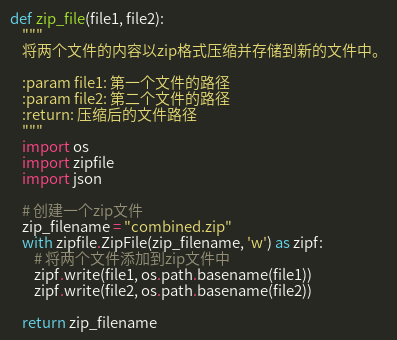 def zip_file(file1, file2):
"""
将两个文件的内容以zip格式压缩并存储到新的文件中。
:param file1: 第一个文件的路径
:param file2: 第二个文件的路径
:return: 压缩后的文件路径
"""
import os
import zipfile
import json
# 创建一个zip文件
zip_filename = "combined.zip"
with zipfile.ZipFile(zip_filename, 'w') as zipf:
# 将两个文件添加到zip文件中
zipf.write(file1, os.path.basename(file1))
zipf.write(file2, os.path.basename(file2))
return zip_filename